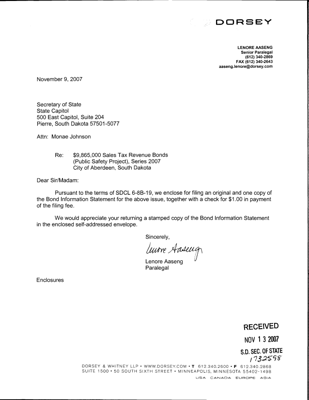 DORSEY
LENORE AASENG
Senior Paralegal
(612) 340-2869
FAX (612) 340-2643
aaseng.lenore@dorsey.com
November 9, 2007
Secretary of State
State Capitol
500 East Capitol, Suite 204
Pierre, South Dakota 57501-5077
Attn: Monae Johnson
Re: $9,865,000 Sales Tax Revenue Bonds
(Public Safety Project), Series 2007
City of Aberdeen, South Dakota
Dear Sir/Madam:
Pursuant to the terms of SDCL 6-8B-19, we enclose for filing an original and one copy of
the Bond Information Statement for the above issue, together with a check for $1.00 in payment
of the filing fee.
We would appreciate your returning a stamped copy of the Bond Information Statement
in the enclosed self-addressed envelope.
Sincerely,
Lenore Aaseng
Lenore Aaseng
Paralegal
Enclosures
RECEIVED
NOV 13 2007
S.D. SEC. OF STATE
1732598
DORSEY & WHITNEY LLP • WWW.DORSEY.COM • T 612.340.2600 • F 612.340.2868
SUITE 1500 • 50 SOUTH SIXTH STREET • MINNEAPOLIS, MINNESOTA 55402-1498
USA CANADA EUROPE ASIA